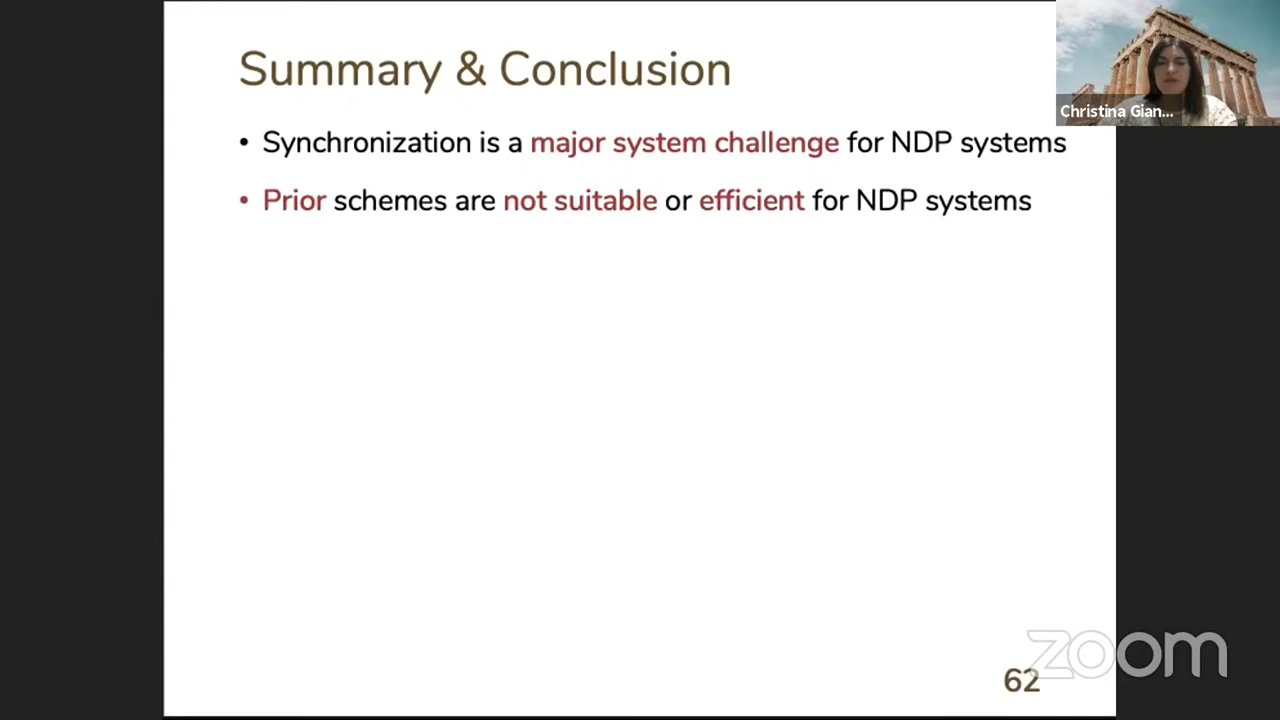 Summary & Conclusion
Christina Gian...
• Synchronization is a major system challenge for NDP systems
• Prior schemes are not suitable or efficient for NDP systems
62
zoom